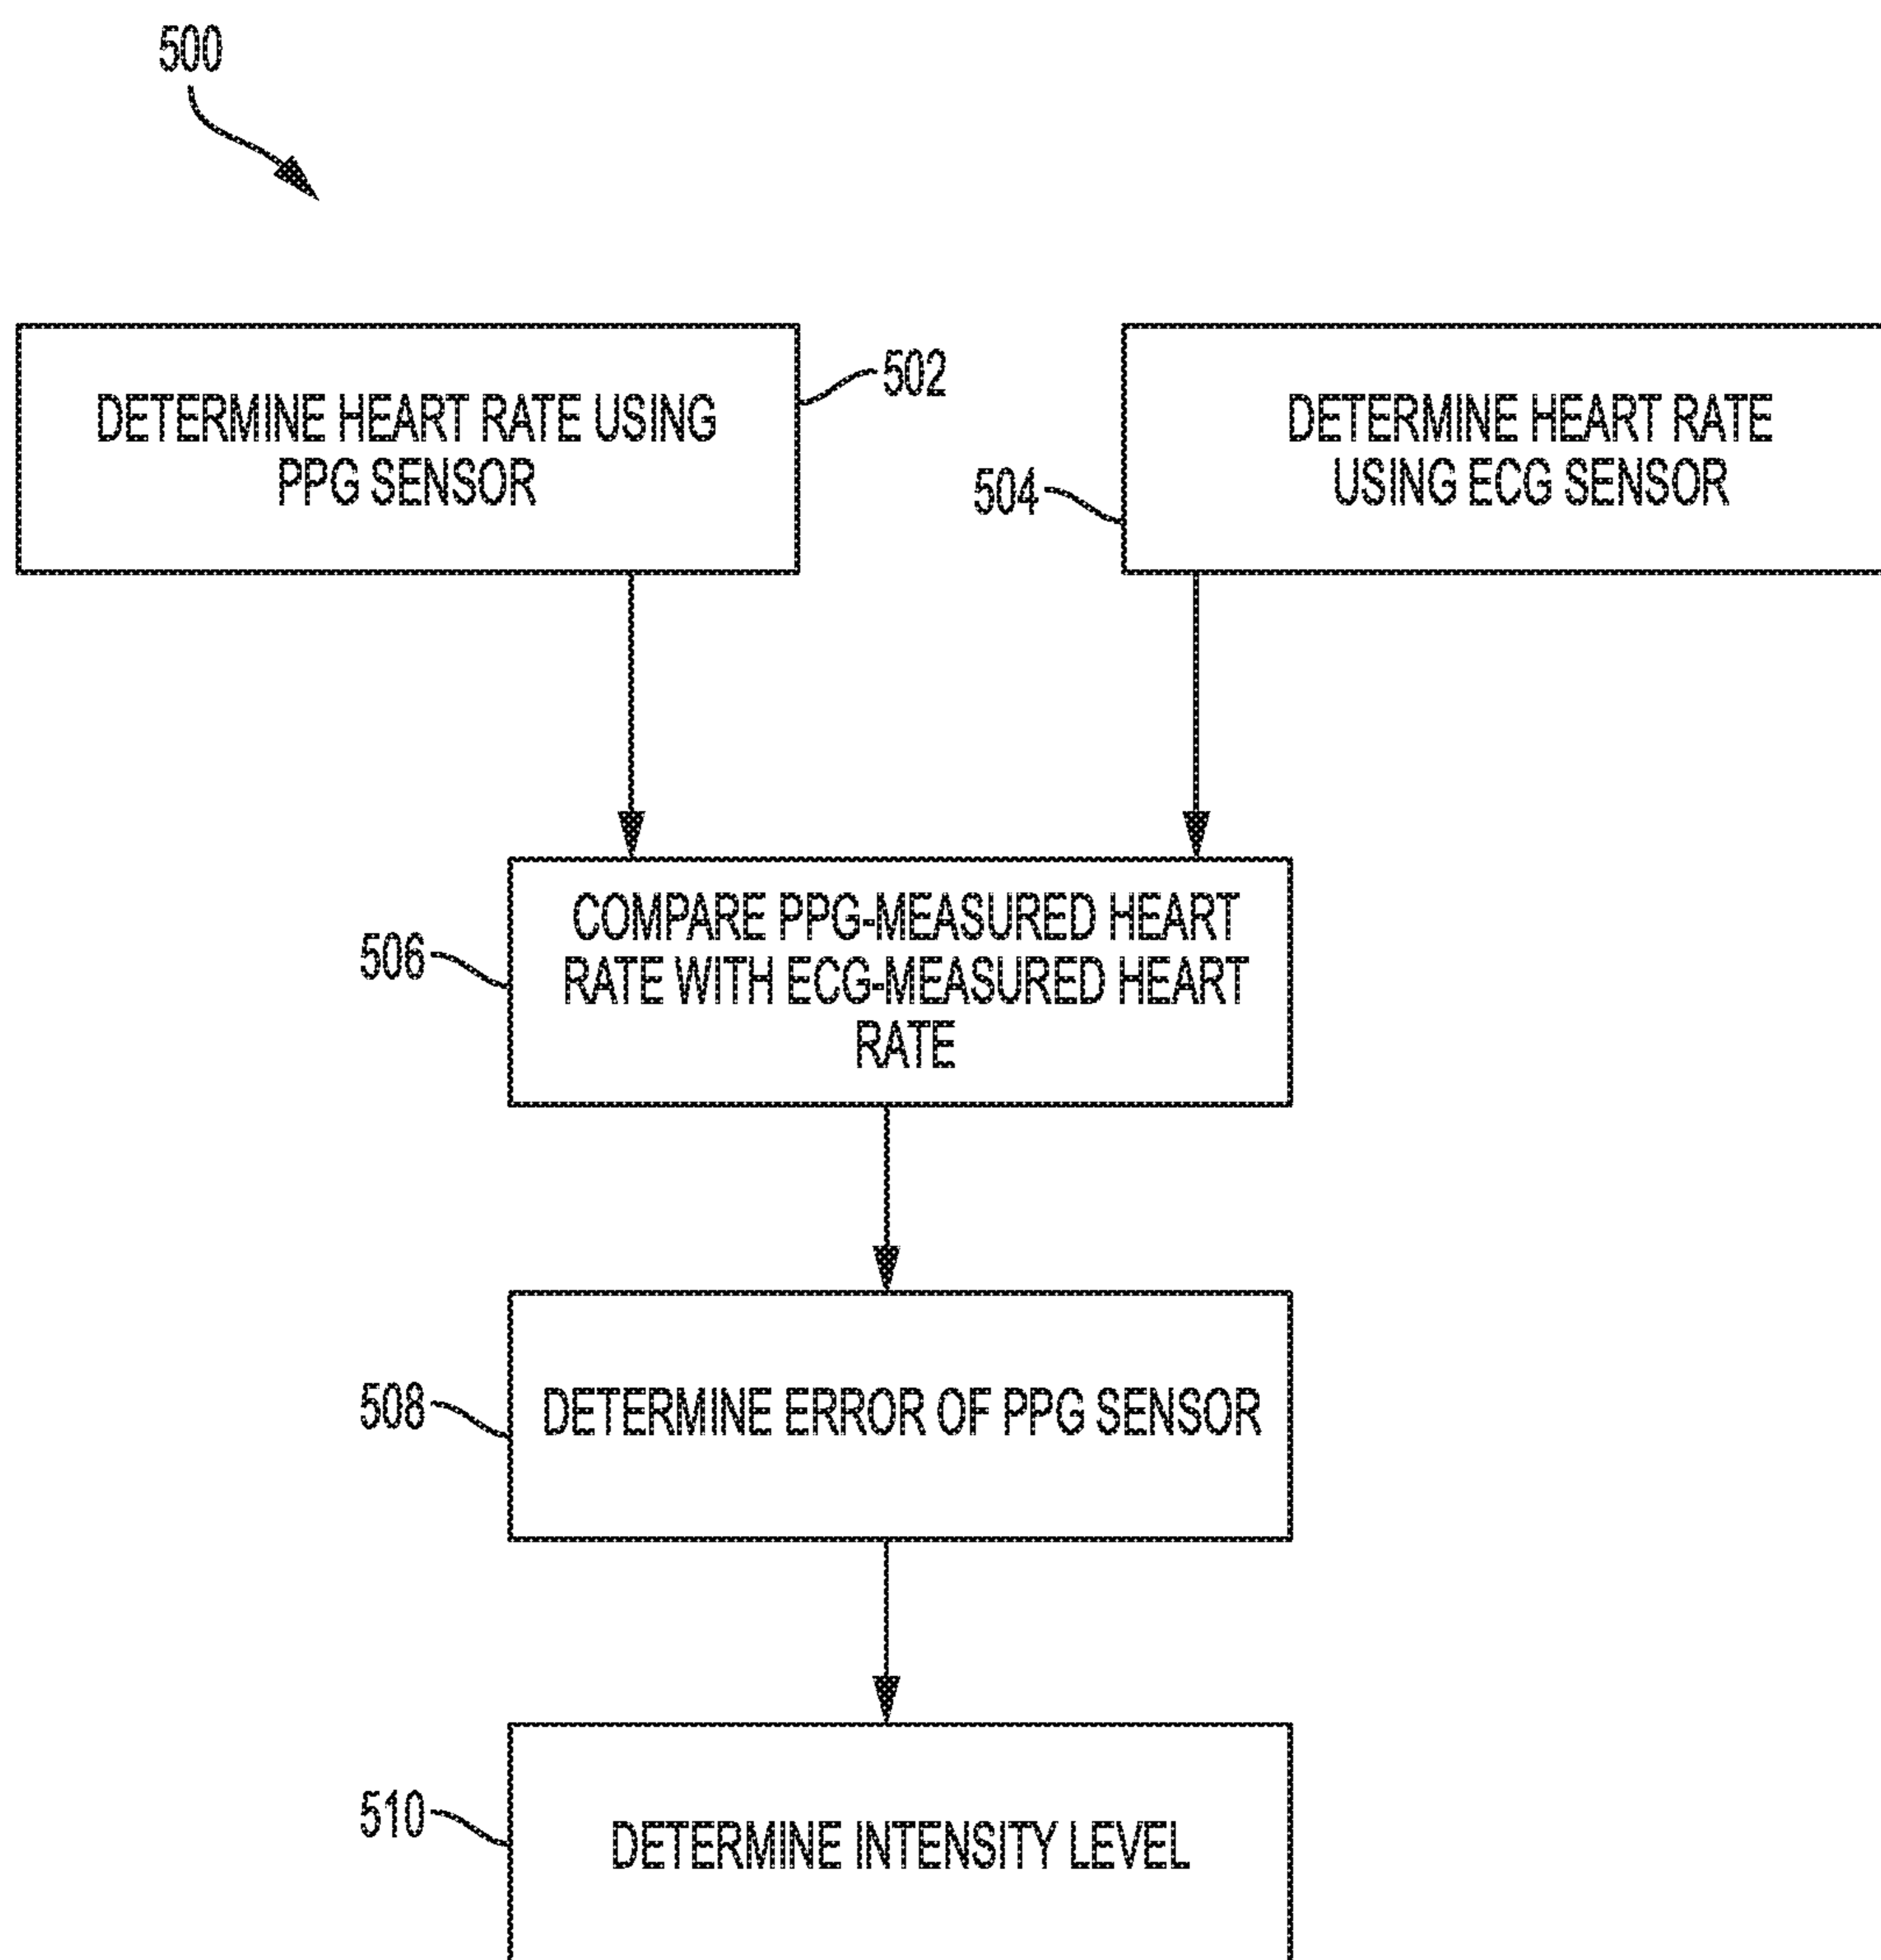 500
DETERMINE HEART RATE USING
PPG SENSOR
502
504
DETERMINE HEART RATE
USING ECG SENSOR
506
COMPARE PPG-MEASURED HEART
RATE WITH ECG-MEASURED HEART
RATE
508
DETERMINE ERROR OF PPG SENSOR
510
DETERMINE INTENSITY LEVEL